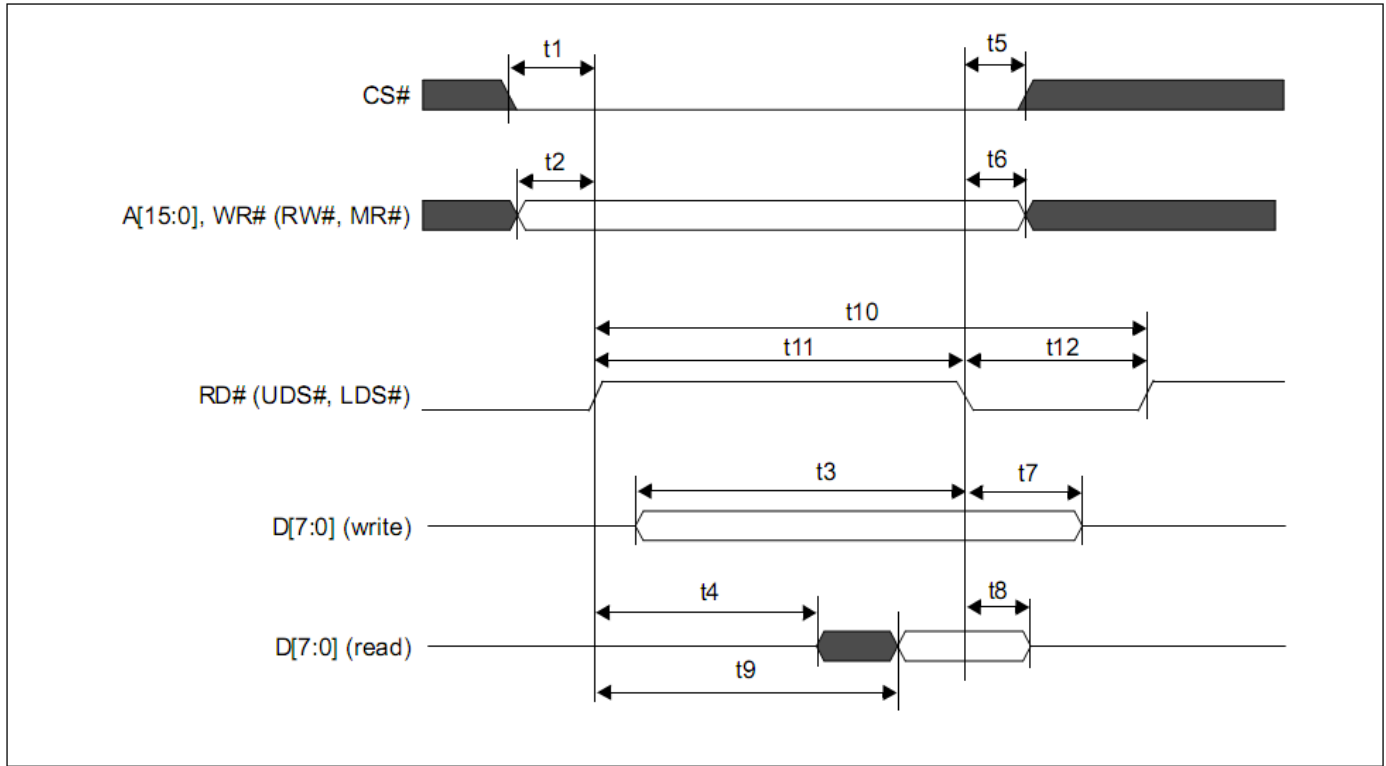 t1
t5
CS#
t2
t6
A[15:0], WR# (RW#, MR#)
t10
t11
t12
RD# (UDS#, LDS#)
t3
t7
D[7:0] (write)
t4
t8
D[7:0] (read)
t9